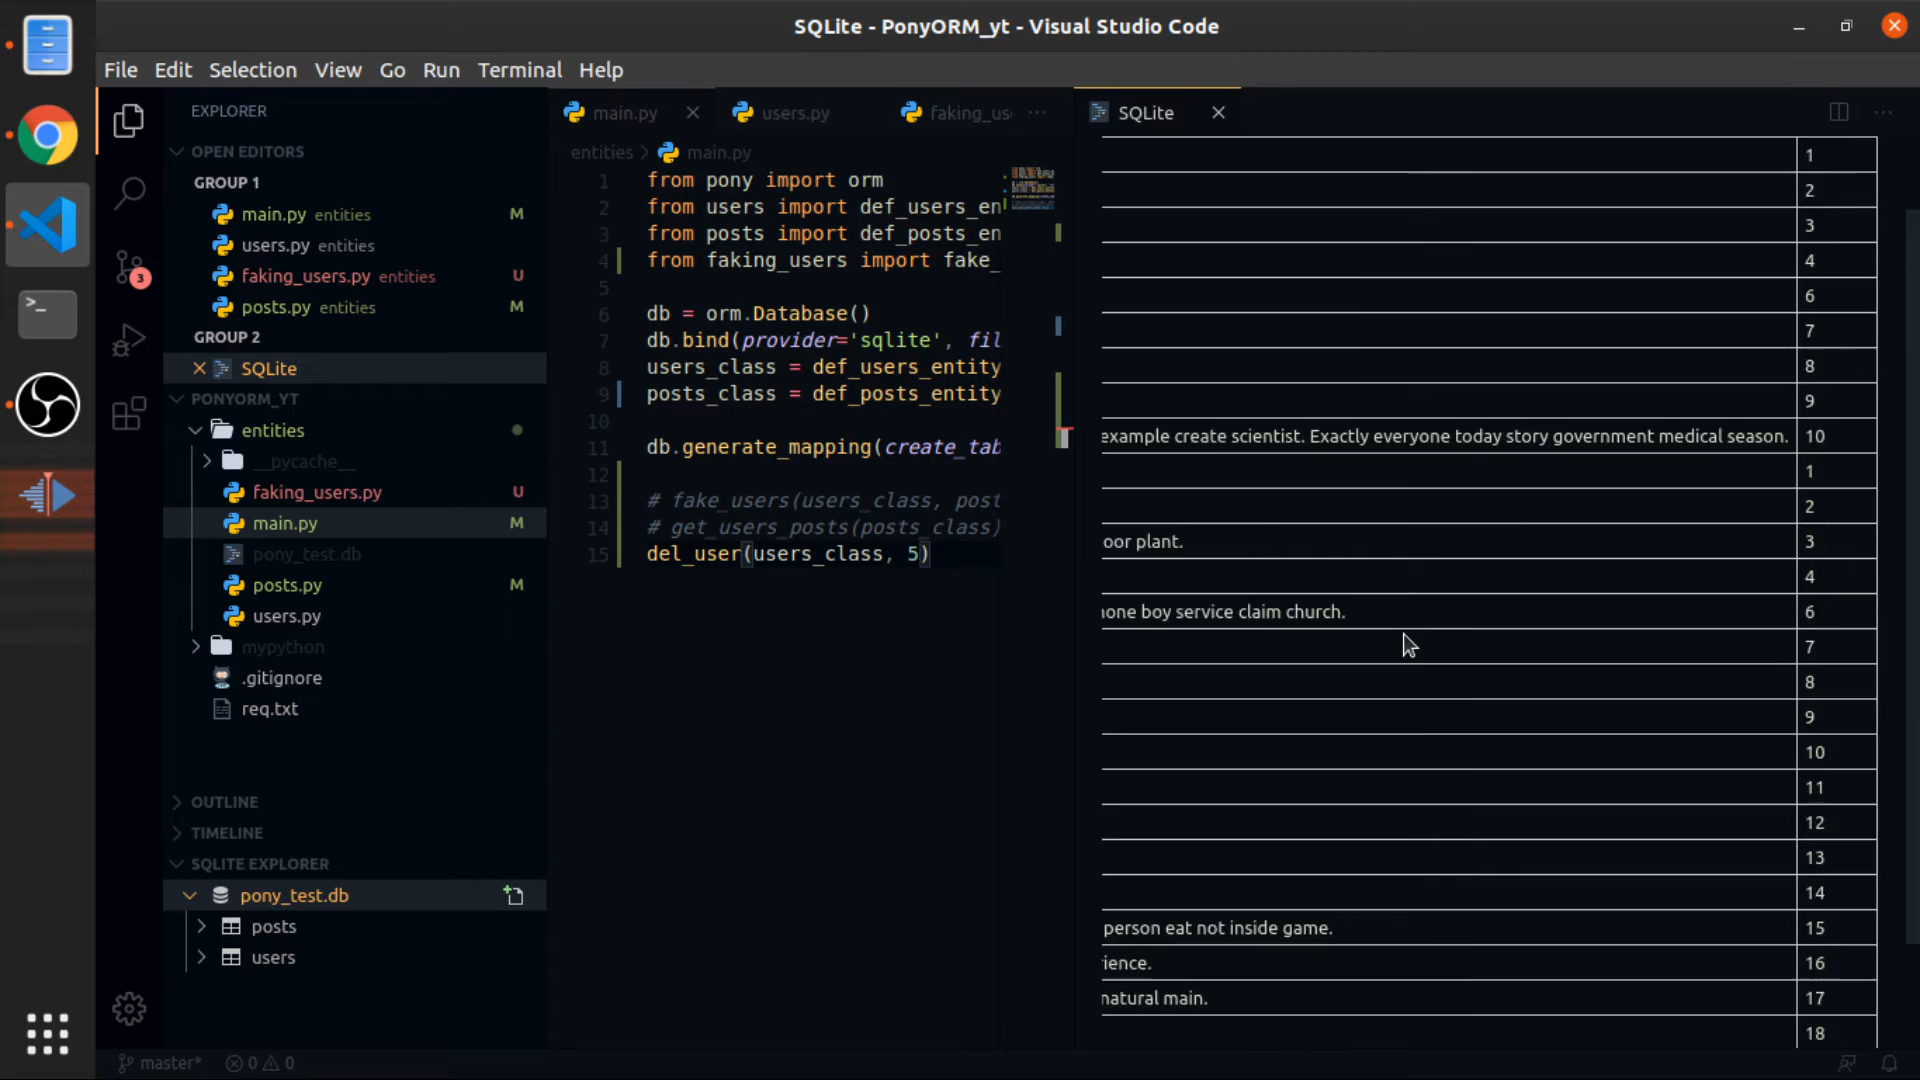 SQLite - PonyORM_yt - Visual Studio Code
File Edit Selection View Go Run Terminal Help
EXPLORER
OPEN EDITORS
GROUP 1
main.py entities M
users.py entities
faking_users.py entities U
posts.py entities M
GROUP 2
SQLite
PONYORM_YT
entities
__pycache__
faking_users.py U
main.py M
pony_test.db
posts.py M
users.py
mypython
.gitignore
req.txt
OUTLINE
TIMELINE
SQLITE EXPLORER
pony_test.db
posts
users
3
>_
master* 0 0
main.py users.py faking_us
entities > main.py
1 from pony import orm
2 from users import def_users_en
3 from posts import def_posts_en
4 from faking_users import fake_
5
6 db = orm.Database()
7 db.bind(provider='sqlite', fil
8 users_class = def_users_entity
9 posts_class = def_posts_entity
10
11 db.generate_mapping(create_tab
12
13 # fake_users(users_class, post
14 # get_users_posts(posts_class)
15 del_user(users_class, 5)
SQLite
1
2
3
4
6
7
8
9
example create scientist. Exactly everyone today story government medical season. 10
1
2
oor plant. 3
4
one boy service claim church. 6
7
8
9
10
11
12
13
14
person eat not inside game. 15
ience. 16
natural main. 17
18